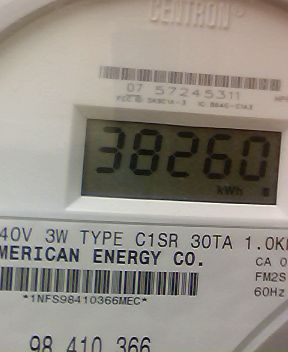 CENTRON®
07 57245311
38260
kWh
40V 3W TYPE C1SR 30TA 1.0K
MERICAN ENERGY CO.
CA 0
FM2S
60Hz
*1NFS98410366MEC*
98 410 366